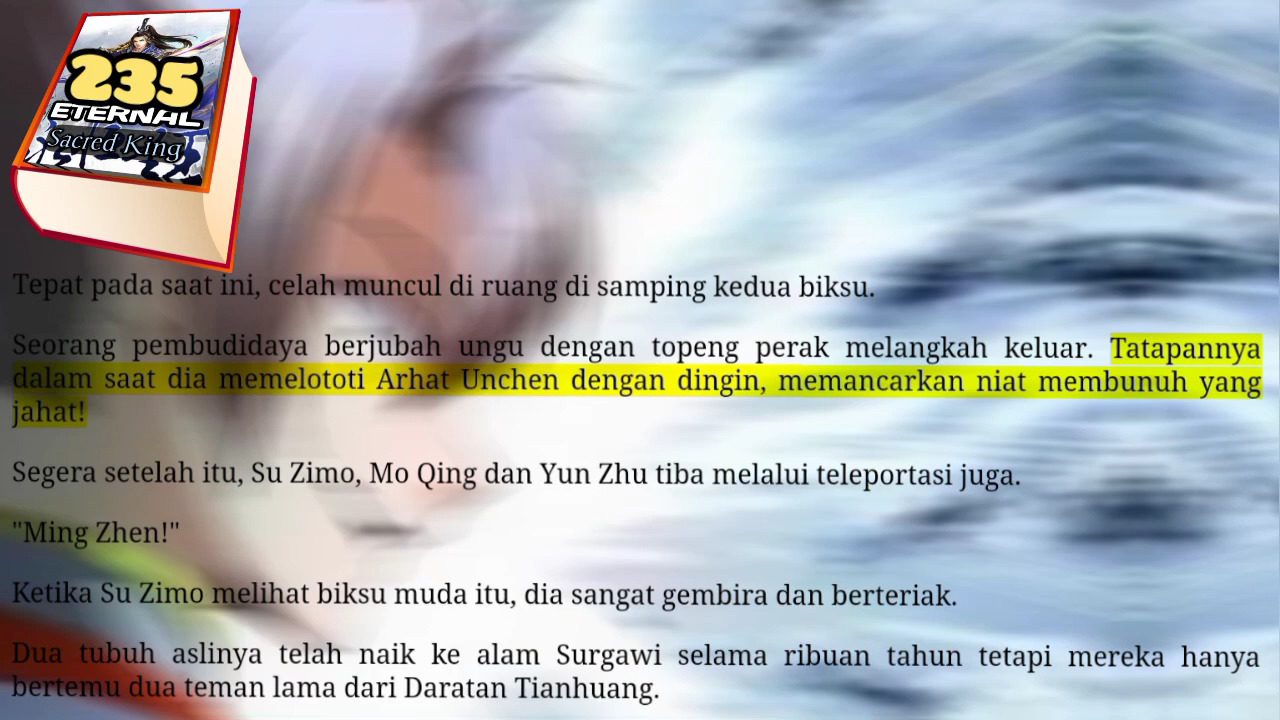 235
ETERNAL
Sacred King
Tepat pada saat ini, celah muncul di ruang di samping kedua biksu.
Seorang pembudidaya berjubah ungu dengan topeng perak melangkah keluar. Tatapannya
dalam saat dia memelototi Arhat Unchen dengan dingin, memancarkan niat membunuh yang
jahat!
Segera setelah itu, Su Zimo, Mo Qing dan Yun Zhu tiba melalui teleportasi juga.
"Ming Zhen!"
Ketika Su Zimo melihat biksu muda itu, dia sangat gembira dan berteriak.
Dua tubuh aslinya telah naik ke alam Surgawi selama ribuan tahun tetapi mereka hanya
bertemu dua teman lama dari Daratan Tianhuang.